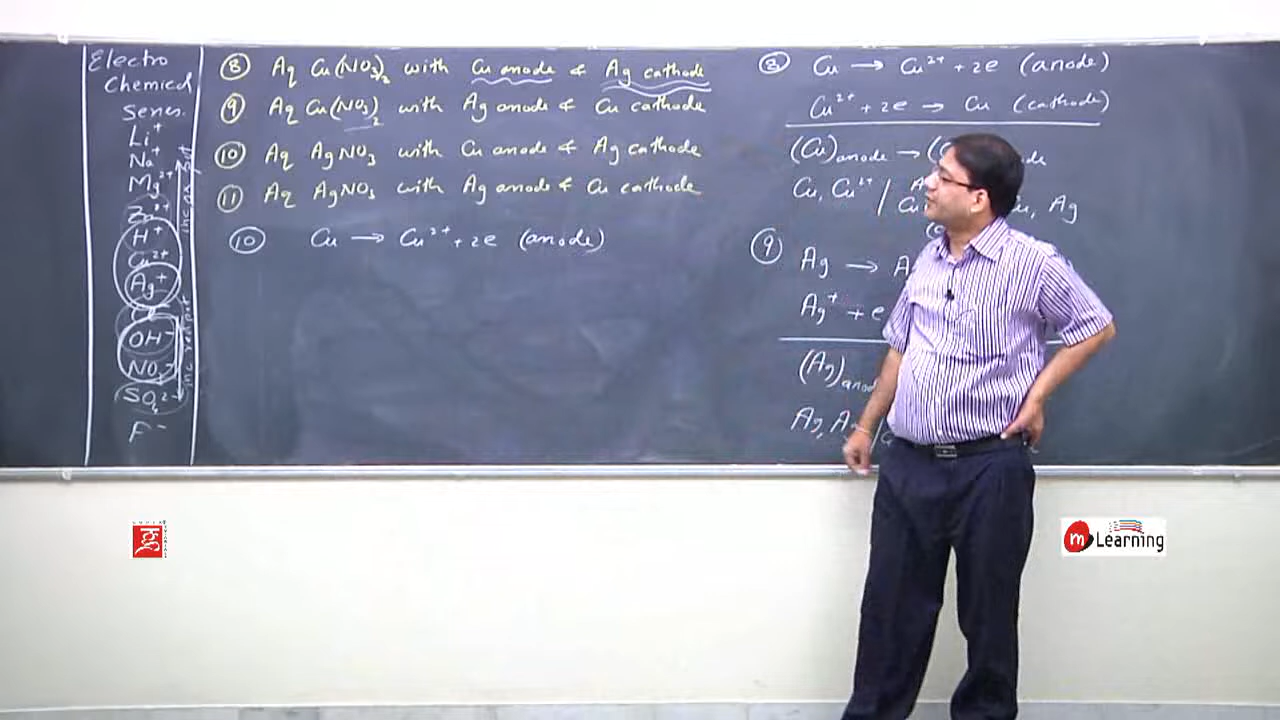 Electro
Chemical
Series.
Li⁺
Na⁺
Mg²⁺
Zn²⁺
H⁺
Cu²⁺
Ag⁺
OH⁻
NO₃⁻
SO₄²⁻
F⁻
inc red pot
⑧ Aq Cu(NO₃)₂ with Cu anode & Ag cathode
⑨ Aq Cu(NO₃)₂ with Ag anode & Cu cathode
⑩ Aq AgNO₃ with Cu anode & Ag cathode
⑪ Aq AgNO₃ with Ag anode & Cu cathode
⑩ Cu → Cu²⁺ + 2e (anode)
⑧ Cu → Cu²⁺ + 2e (anode)
Cu²⁺ + 2e → Cu (cathode)
(Cu)anode →
Cu, Cu²⁺ / Ag
⑨ Ag →
Ag⁺ + e
(Ag)
Ag,
m Learning